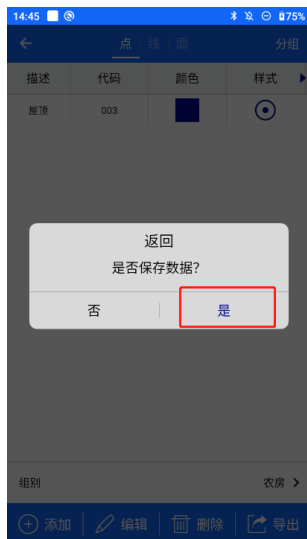 14:45 75%
点 线 面 分组
描述 代码 颜色 样式
屋顶 003
返回
是否保存数据?
否 是
组别 农房
添加 编辑 删除 导出